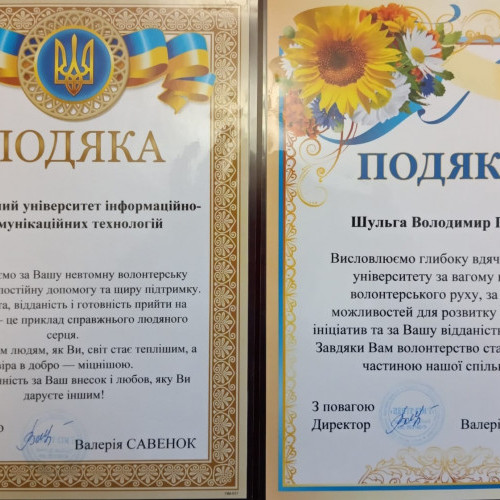 ПОДЯКА
ний університет інформаційно-
мунікаційних технологій
ємо за Вашу невтомну волонтерську
постійну допомогу та щиру підтримку.
та, відданість і готовність прийти на
— це приклад справжнього людяного
серця.
м людям, як Ви, світ стає теплішим, а
віра в добро — міцнішою.
ність за Ваш внесок і любов, яку Ви
даруєте іншим!
Валерія САВЕНОК
ПОДЯК
Шульга Володимир П
Висловлюємо глибоку вдяч
університету за вагому
волонтерського руху, за
можливостей для розвитку
ініціатив та за Вашу відданість
Завдяки Вам волонтерство ста
частиною нашої спіль
З повагою
Директор
Валері